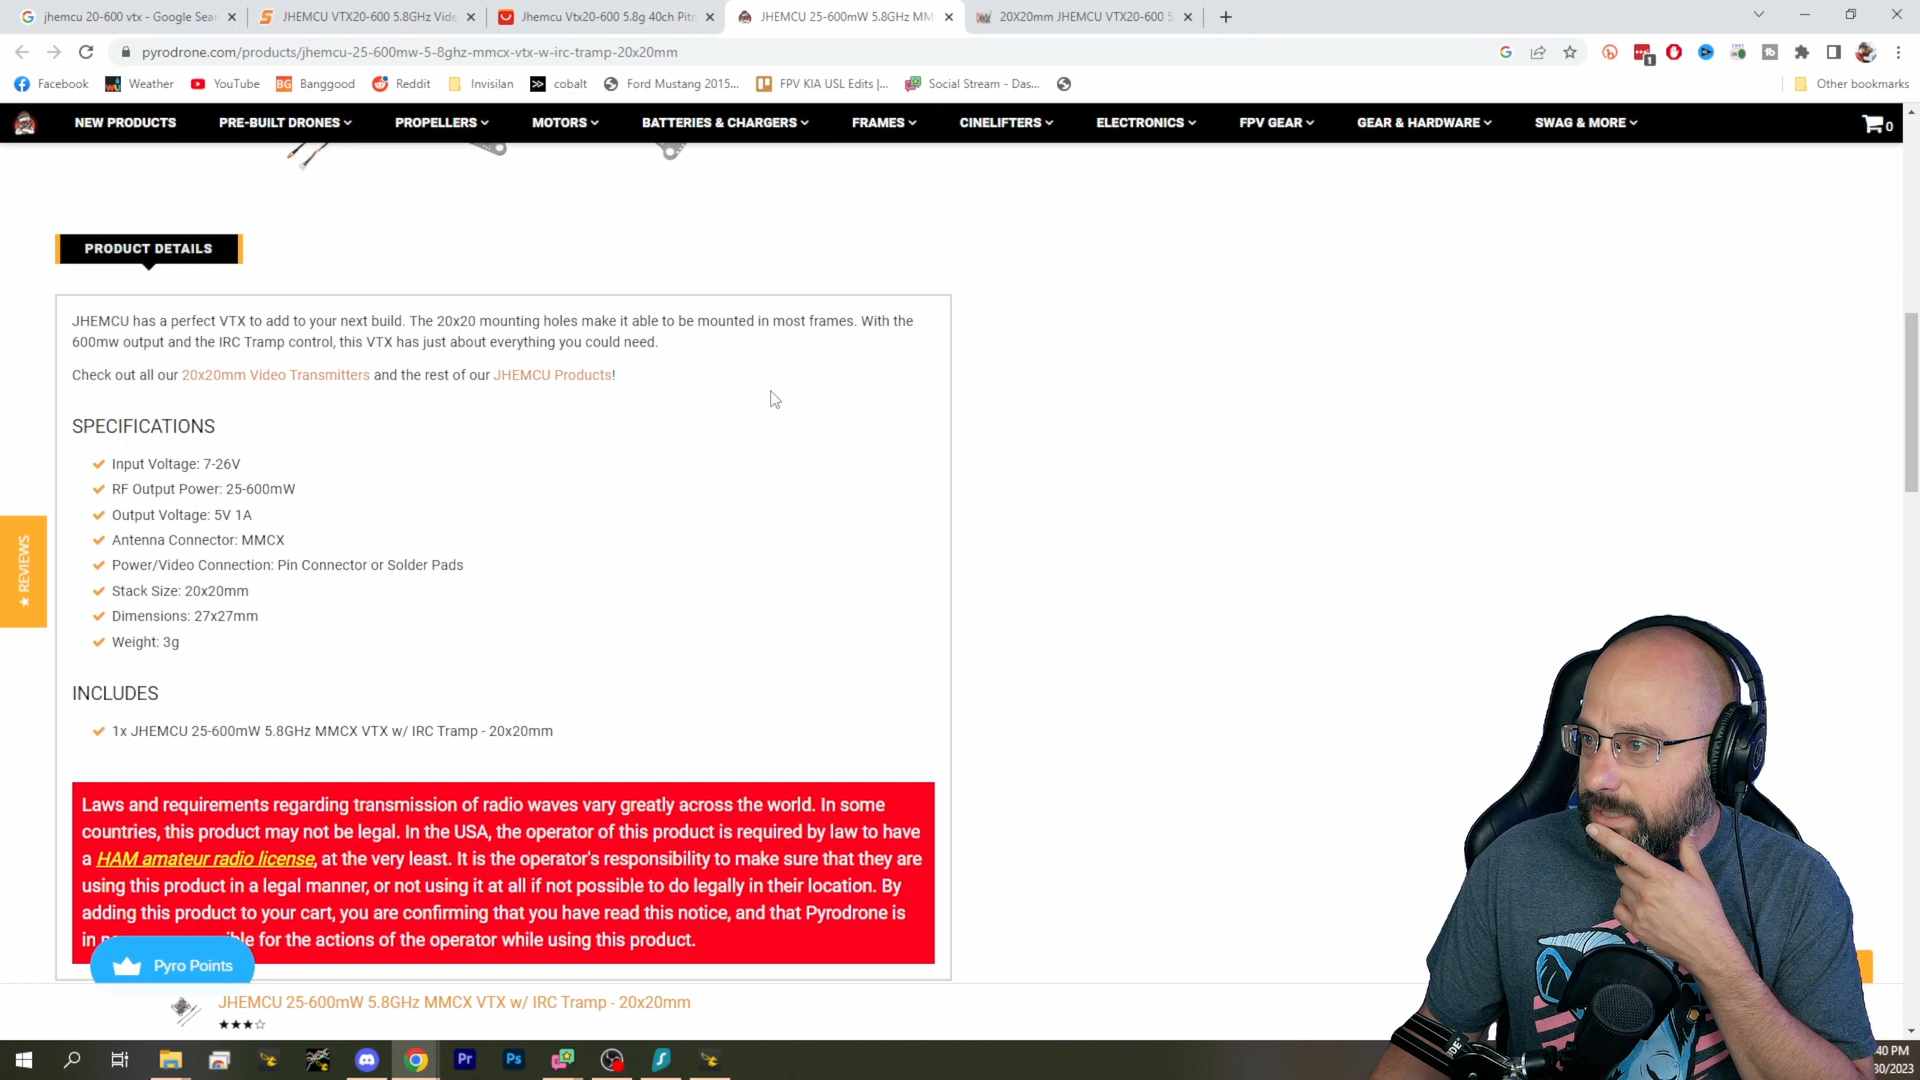 jhemcu 20-600 vtx - Google Sear
JHEMCU VTX20-600 5.8GHz Vide
Jhemcu Vtx20-600 5.8g 40ch Pitm
JHEMCU 25-600mW 5.8GHz MM
20X20mm JHEMCU VTX20-600 5
pyrodrone.com/products/jhemcu-25-600mw-5-8ghz-mmcx-vtx-w-irc-tramp-20x20mm
Facebook Weather YouTube Banggood Reddit Invisilan cobalt Ford Mustang 2015... FPV KIA USL Edits |... Social Stream - Das... Other bookmarks
NEW PRODUCTS PRE-BUILT DRONES PROPELLERS MOTORS BATTERIES & CHARGERS FRAMES CINELIFTERS ELECTRONICS FPV GEAR GEAR & HARDWARE SWAG & MORE 0
PRODUCT DETAILS
JHEMCU has a perfect VTX to add to your next build. The 20x20 mounting holes make it able to be mounted in most frames. With the
600mw output and the IRC Tramp control, this VTX has just about everything you could need.
Check out all our 20x20mm Video Transmitters and the rest of our JHEMCU Products!
SPECIFICATIONS
Input Voltage: 7-26V
RF Output Power: 25-600mW
Output Voltage: 5V 1A
Antenna Connector: MMCX
Power/Video Connection: Pin Connector or Solder Pads
Stack Size: 20x20mm
Dimensions: 27x27mm
Weight: 3g
★ REVIEWS
INCLUDES
1x JHEMCU 25-600mW 5.8GHz MMCX VTX w/ IRC Tramp - 20x20mm
Laws and requirements regarding transmission of radio waves vary greatly across the world. In some
countries, this product may not be legal. In the USA, the operator of this product is required by law to have
a HAM amateur radio license, at the very least. It is the operator's responsibility to make sure that they are
using this product in a legal manner, or not using it at all if not possible to do legally in their location. By
adding this product to your cart, you are confirming that you have read this notice, and that Pyrodrone is
in for the actions of the operator while using this product.
Pyro Points
JHEMCU 25-600mW 5.8GHz MMCX VTX w/ IRC Tramp - 20x20mm
★★★☆
Pr Ps
:40 PM
30/2023